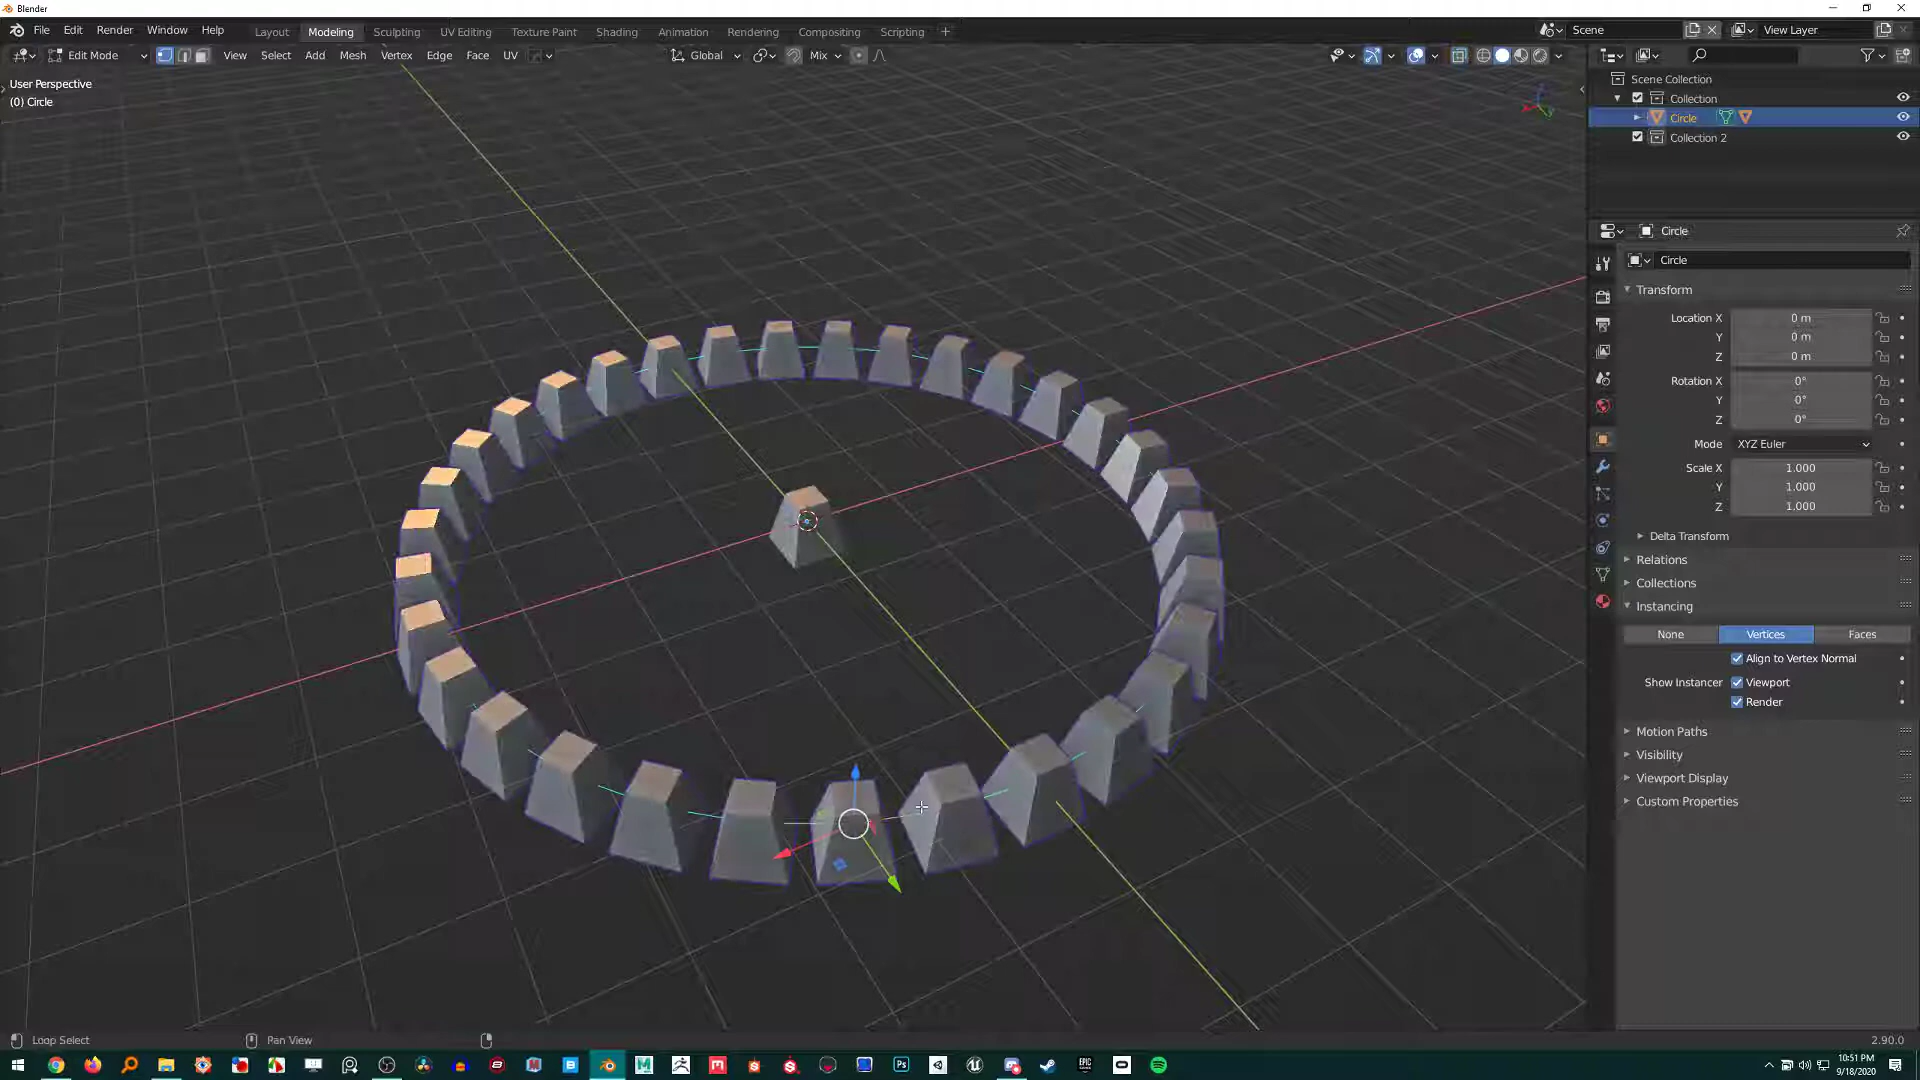 Blender
File Edit Render Window Help Layout Modeling Sculpting UV Editing Texture Paint Shading Animation Rendering Compositing Scripting + Scene View Layer
Edit Mode View Select Add Mesh Vertex Edge Face UV Global Mix
User Perspective
(0) Circle
Scene Collection
Collection
Circle
Collection 2
Circle
Circle
Transform
Location X 0 m
Y 0 m
Z 0 m
Rotation X 0°
Y 0°
Z 0°
Mode XYZ Euler
Scale X 1.000
Y 1.000
Z 1.000
Delta Transform
Relations
Collections
Instancing
None Vertices Faces
Align to Vertex Normal
Show Instancer Viewport
Render
Motion Paths
Visibility
Viewport Display
Custom Properties
Loop Select Pan View 2.90.0
10:51 PM
9/18/2020